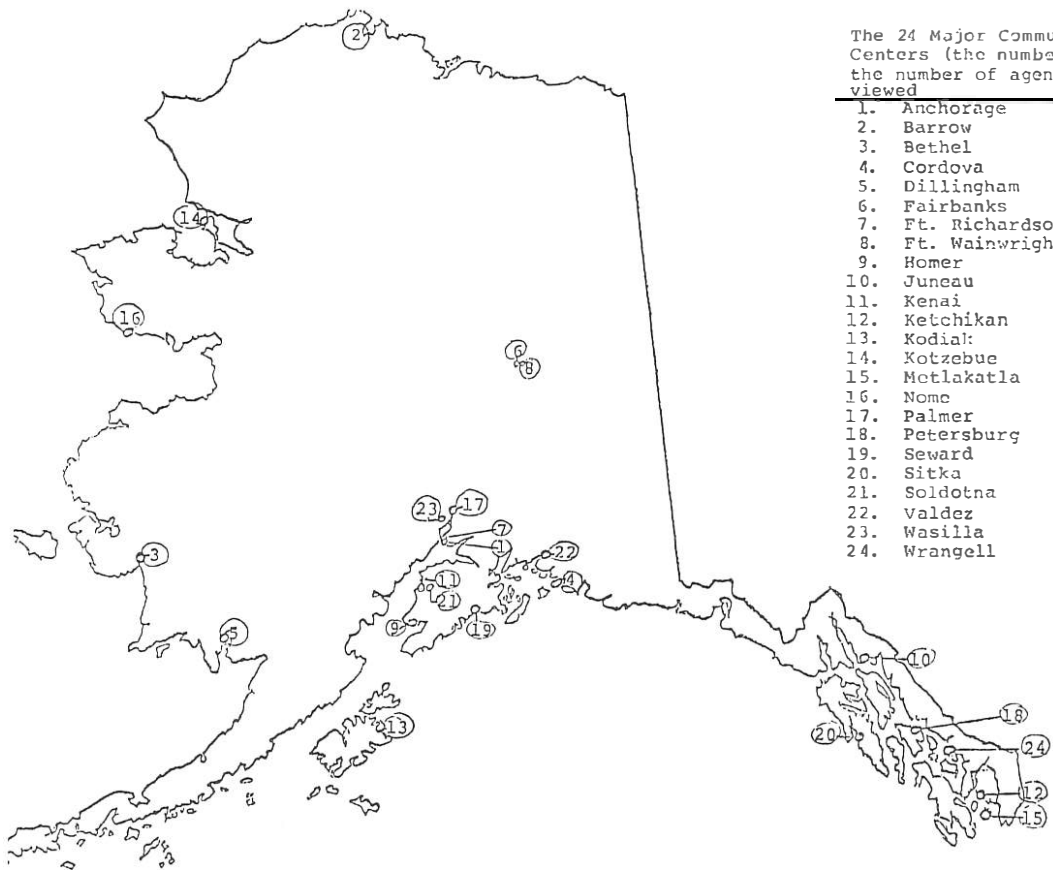 The 24 Major Commu
Centers (the numbe
the number of agen
viewed
1. Anchorage
2. Barrow
3. Bethel
4. Cordova
5. Dillingham
6. Fairbanks
7. Ft. Richardso
8. Ft. Wainwrigh
9. Homer
10. Juneau
11. Kenai
12. Ketchikan
13. Kodiak
14. Kotzebue
15. Metlakatla
16. Nome
17. Palmer
18. Petersburg
19. Seward
20. Sitka
21. Soldotna
22. Valdez
23. Wasilla
24. Wrangell
2
14
16
6
8
17
23
7
1
22
3
11
4
21
9
19
5
10
13
18
20
24
12
15